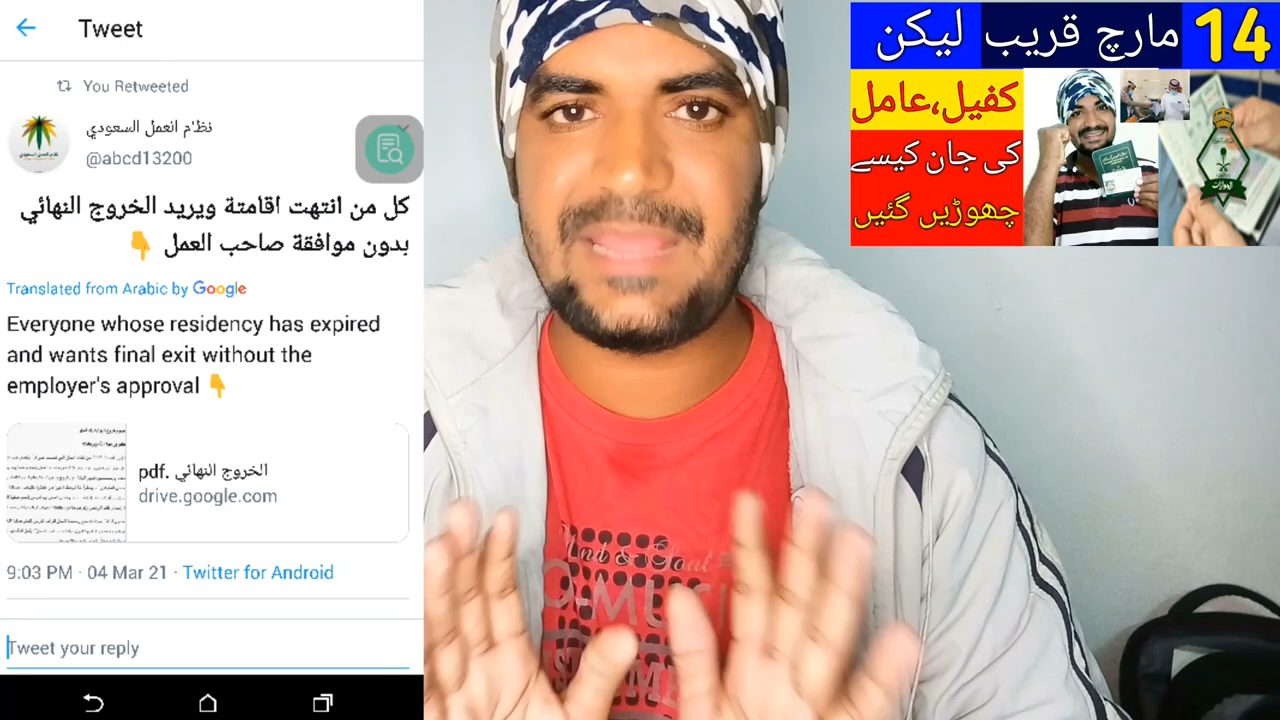 Tweet
You Retweeted
نظام العمل السعودي
@abcd13200
كل من انتهت اقامتة ويريد الخروج النهائي
بدون موافقة صاحب العمل 👇
Translated from Arabic by Google
Everyone whose residency has expired
and wants final exit without the
employer's approval 👇
الخروج النهائي .pdf
drive.google.com
9:03 PM · 04 Mar 21 · Twitter for Android
Tweet your reply
14 مارچ قریب لیکن
کفیل،عامل
کی جان کیسے
چھوڑیں گئیں